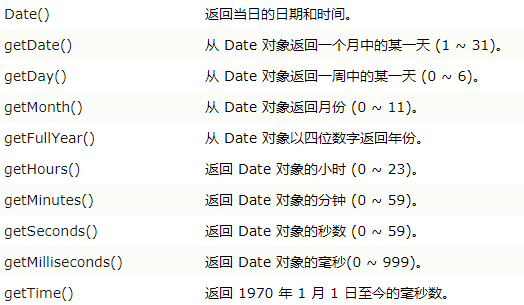 Date() 返回当日的日期和时间。
getDate() 从 Date 对象返回一个月中的某一天 (1 ~ 31)。
getDay() 从 Date 对象返回一周中的某一天 (0 ~ 6)。
getMonth() 从 Date 对象返回月份 (0 ~ 11)。
getFullYear() 从 Date 对象以四位数字返回年份。
getHours() 返回 Date 对象的小时 (0 ~ 23)。
getMinutes() 返回 Date 对象的分钟 (0 ~ 59)。
getSeconds() 返回 Date 对象的秒数 (0 ~ 59)。
getMilliseconds() 返回 Date 对象的毫秒(0 ~ 999)。
getTime() 返回 1970 年 1 月 1 日至今的毫秒数。